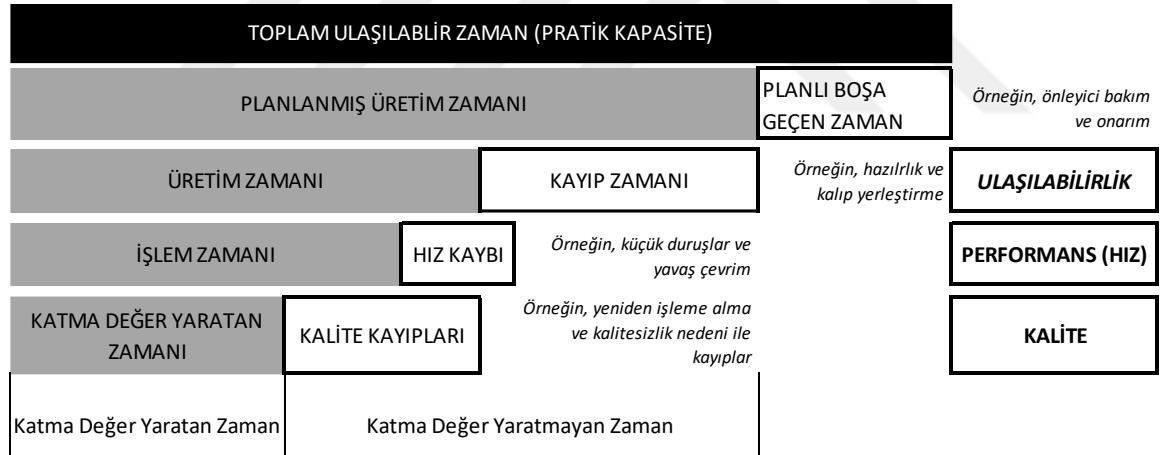 TOPLAM ULAŞILABLİR ZAMAN (PRATİK KAPASİTE)
PLANLANMIŞ ÜRETİM ZAMANI
PLANLI BOŞA
GEÇEN ZAMAN
Örneğin, önleyici bakım
ve onarım
ÜRETİM ZAMANI
KAYIP ZAMANI
Örneğin, hazılrlık ve
kalıp yerleştirme
ULAŞILABİLİRLİK
İŞLEM ZAMANI
HIZ KAYBI
Örneğin, küçük duruşlar ve
yavaş çevrim
PERFORMANS (HIZ)
KATMA DEĞER YARATAN
ZAMANI
KALİTE KAYIPLARI
Örneğin, yeniden işleme alma
ve kalitesizlik nedeni ile
kayıplar
KALİTE
Katma Değer Yaratan Zaman
Katma Değer Yaratmayan Zaman